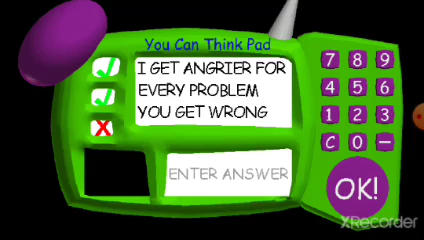 You Can Think Pad
I GET ANGRIER FOR
EVERY PROBLEM
YOU GET WRONG
ENTER ANSWER
7 8 9
4 5 6
1 2 3
C 0 −
OK!
XRecorder